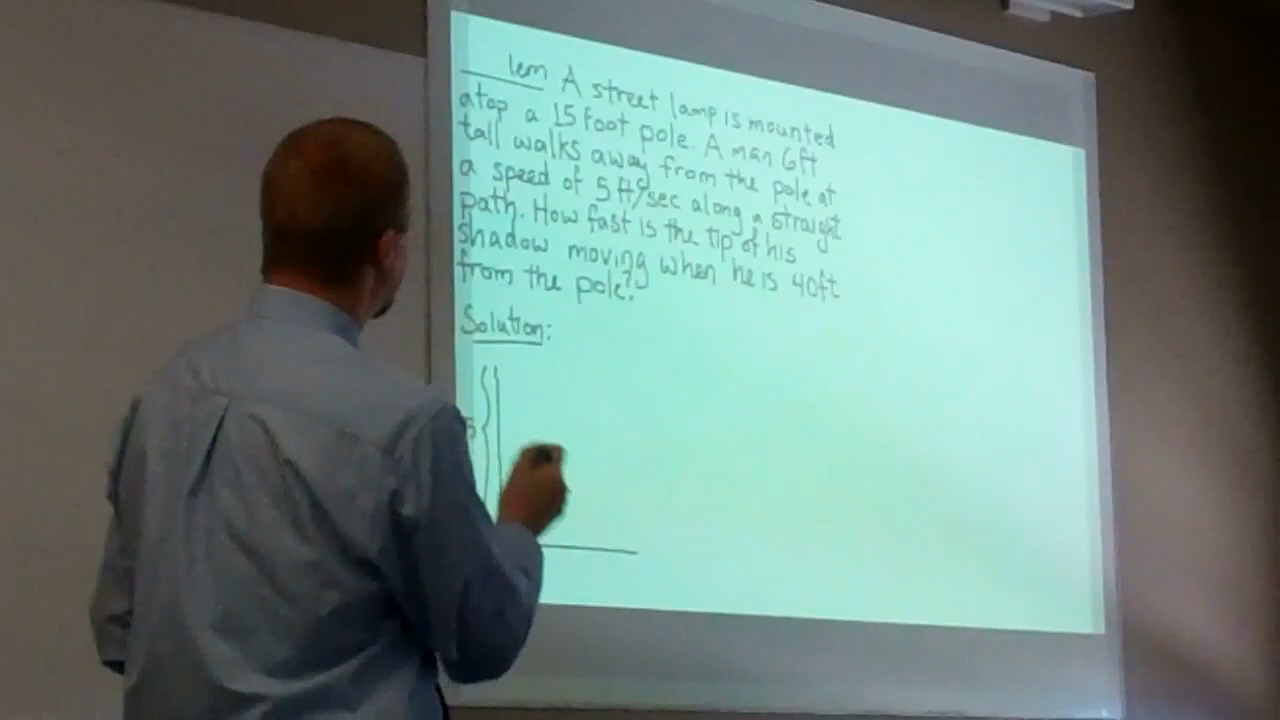 lem A street lamp is mounted
atop a 15 foot pole. A man 6ft
tall walks away from the pole at
a speed of 5 ft/sec along a straight
path. How fast is the tip of his
shadow moving when he is 40ft
from the pole?
Solution:
5